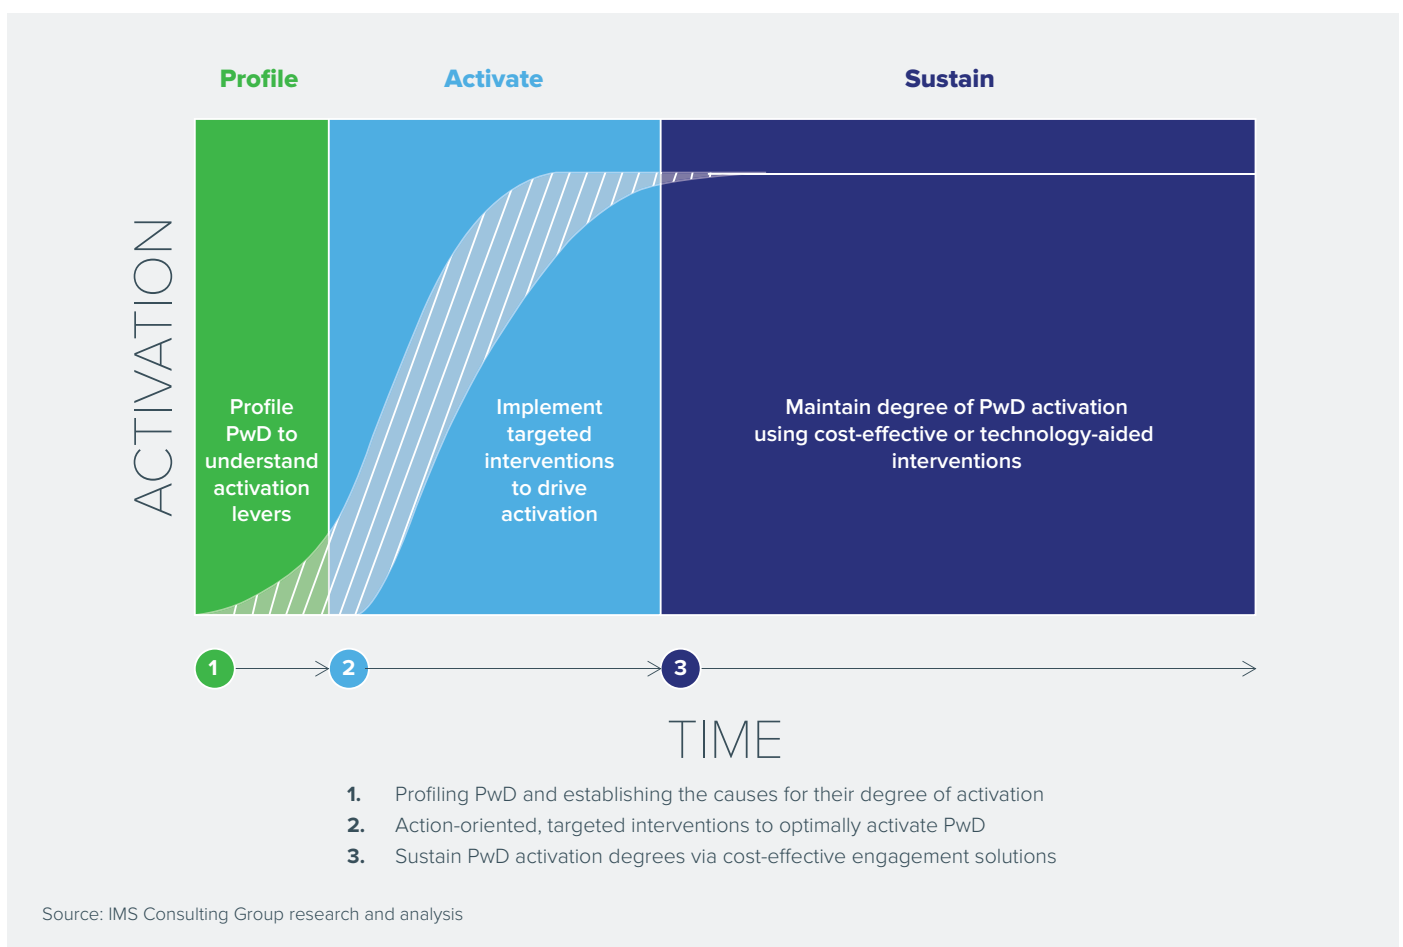 Profile
Activate
Sustain
ACTIVATION
Profile
PwD to
understand
activation
levers
Implement
targeted
interventions
to drive
activation
Maintain degree of PwD activation
using cost-effective or technology-aided
interventions
1
2
3
TIME
1. Profiling PwD and establishing the causes for their degree of activation
2. Action-oriented, targeted interventions to optimally activate PwD
3. Sustain PwD activation degrees via cost-effective engagement solutions
Source: IMS Consulting Group research and analysis